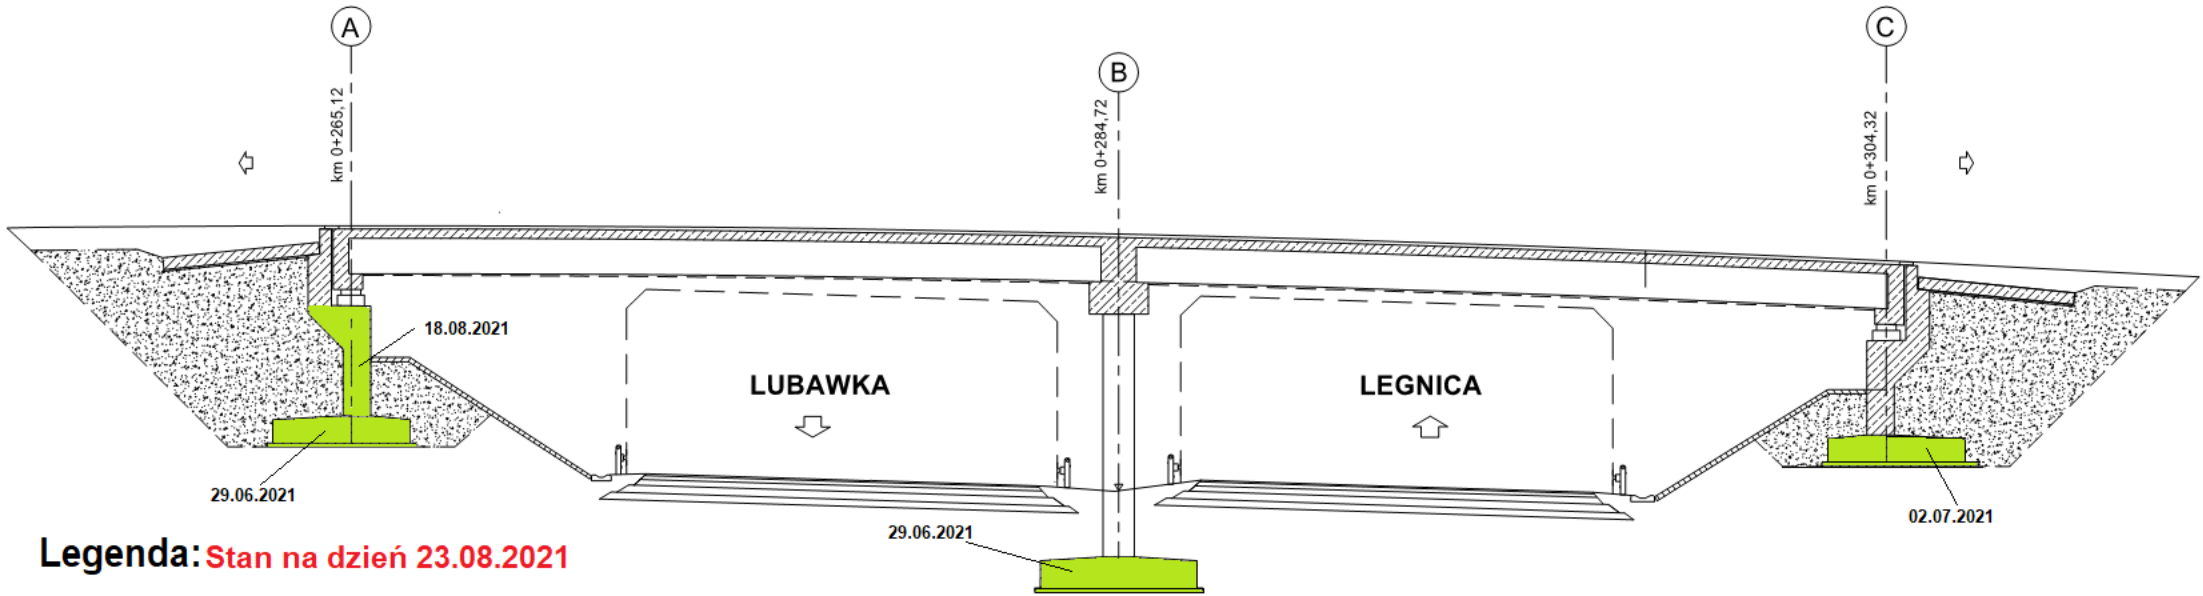 A
B
C
km 0+265,12
km 0+284,72
km 0+304,32
18.08.2021
LUBAWKA
LEGNICA
29.06.2021
29.06.2021
02.07.2021
Legenda: Stan na dzień 23.08.2021